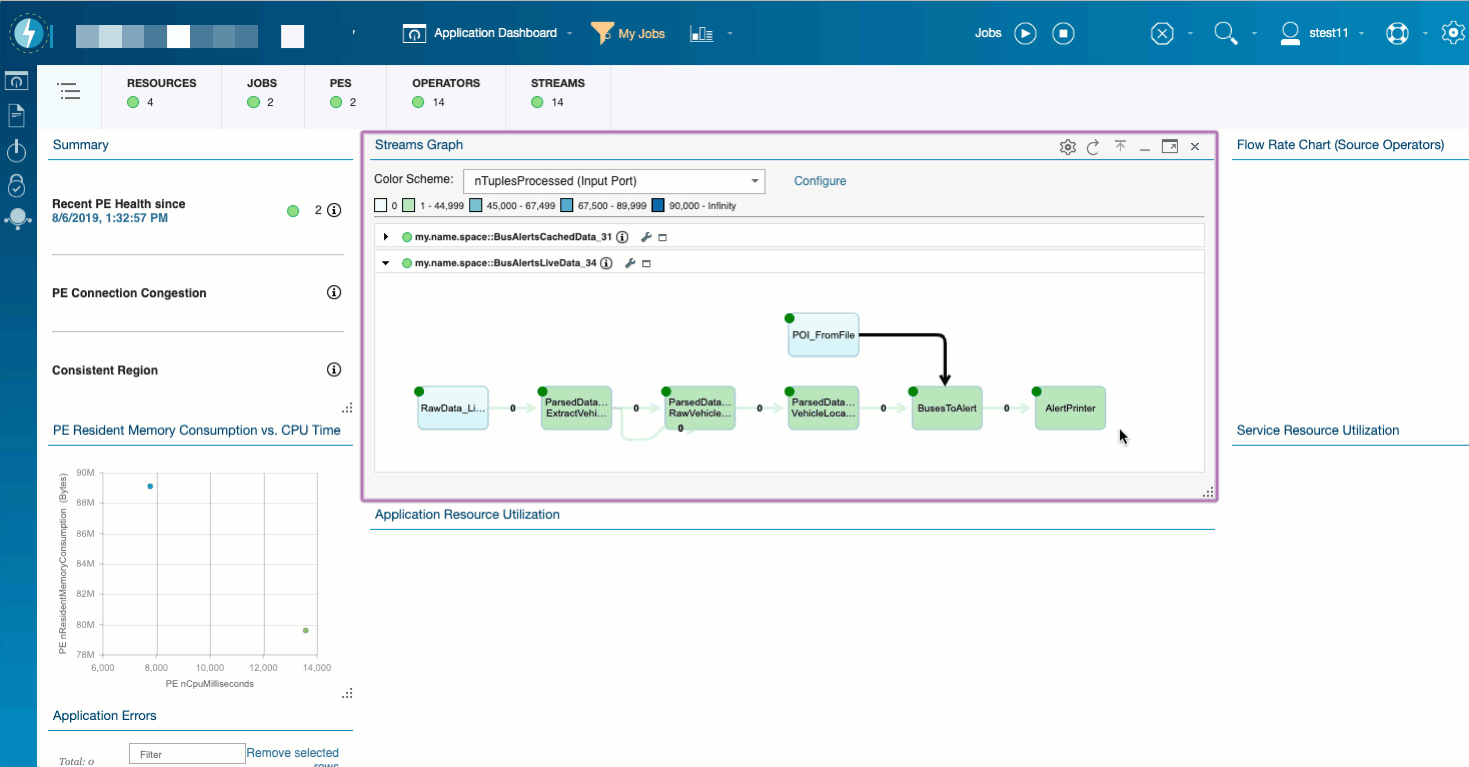 Application Dashboard
My Jobs
Jobs
stest11
RESOURCES
4
JOBS
2
PES
2
OPERATORS
14
STREAMS
14
Summary
Recent PE Health since
8/6/2019, 1:32:57 PM
2
PE Connection Congestion
Consistent Region
PE Resident Memory Consumption vs. CPU Time
PE nResidentMemoryConsumption (Bytes)
90M
88M
86M
84M
82M
80M
78M
6,000 8,000 10,000 12,000 14,000
PE nCpuMilliseconds
Application Errors
Total: 0
Filter
Remove selected
rows
Streams Graph
Color Scheme: nTuplesProcessed (Input Port) Configure
0 1 - 44,999 45,000 - 67,499 67,500 - 89,999 90,000 - Infinity
my.name.space::BusAlertsCachedData_31
my.name.space::BusAlertsLiveData_34
POI_FromFile
RawData_Li...
0
ParsedData...
ExtractVehi...
0
0
ParsedData...
RawVehicle...
0
ParsedData...
VehicleLoca...
0
BusesToAlert
0
AlertPrinter
Application Resource Utilization
Flow Rate Chart (Source Operators)
Service Resource Utilization